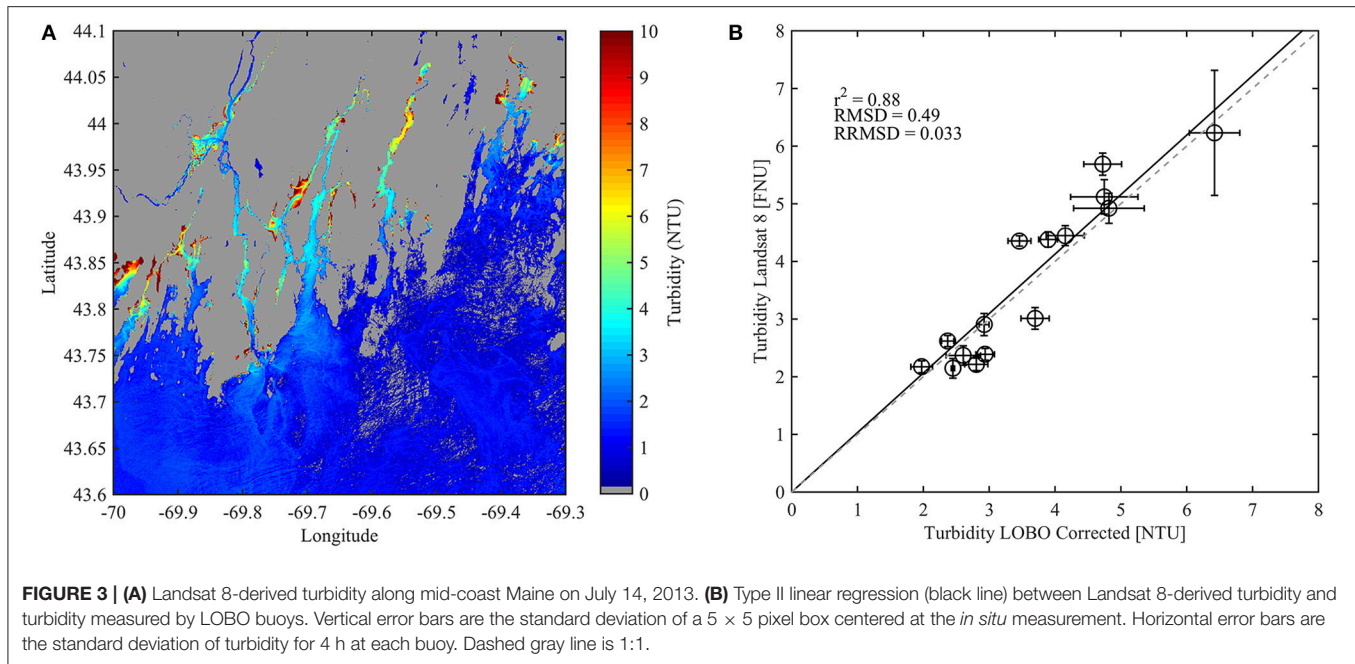 A
44.1
44.05
44
43.95
43.9
43.85
43.8
43.75
43.7
43.65
43.6
Latitude
-70 -69.9 -69.8 -69.7 -69.6 -69.5 -69.4 -69.3
Longitude
10
9
8
7
6
5
4
3
2
1
0
Turbidity (NTU)
B
8
7
6
5
4
3
2
1
0
Turbidity Landsat 8 [FNU]
r² = 0.88
RMSD = 0.49
RRMSD = 0.033
0 1 2 3 4 5 6 7 8
Turbidity LOBO Corrected [NTU]
FIGURE 3 | (A) Landsat 8-derived turbidity along mid-coast Maine on July 14, 2013. (B) Type II linear regression (black line) between Landsat 8-derived turbidity and
turbidity measured by LOBO buoys. Vertical error bars are the standard deviation of a 5 × 5 pixel box centered at the in situ measurement. Horizontal error bars are
the standard deviation of turbidity for 4 h at each buoy. Dashed gray line is 1:1.